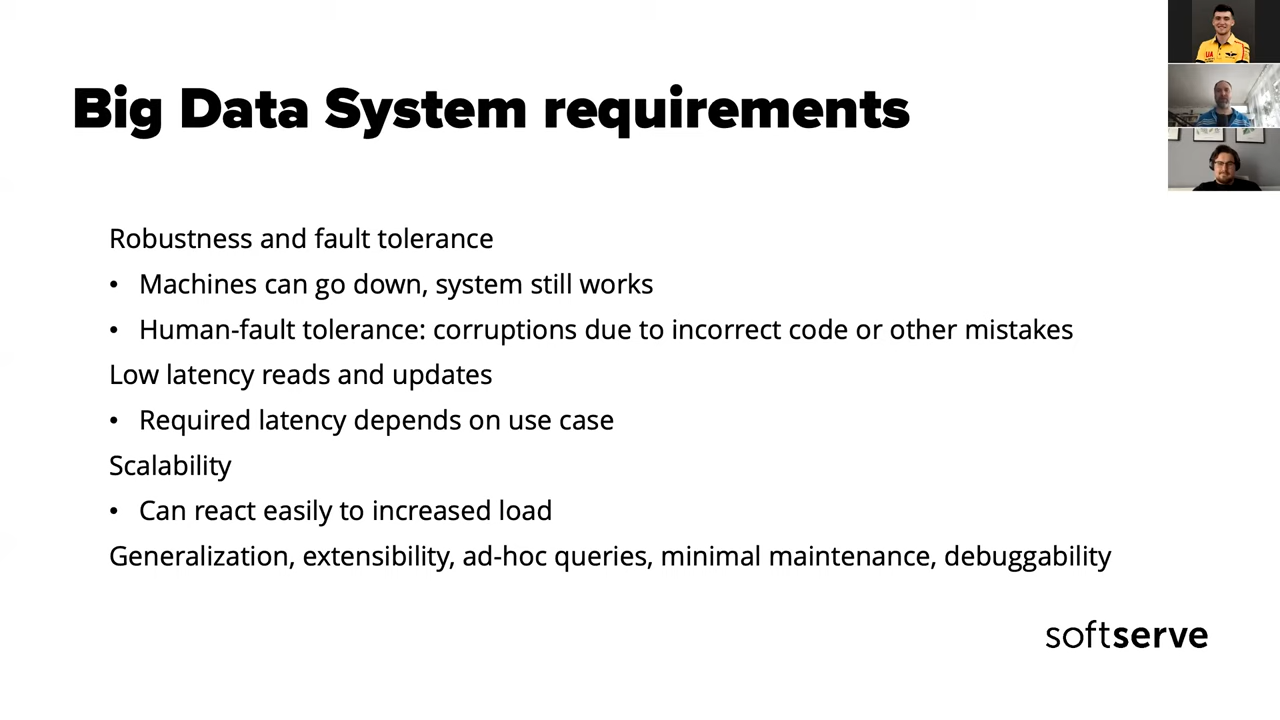 Big Data System requirements
Robustness and fault tolerance
• Machines can go down, system still works
• Human-fault tolerance: corruptions due to incorrect code or other mistakes
Low latency reads and updates
• Required latency depends on use case
Scalability
• Can react easily to increased load
Generalization, extensibility, ad-hoc queries, minimal maintenance, debuggability
softserve
UA